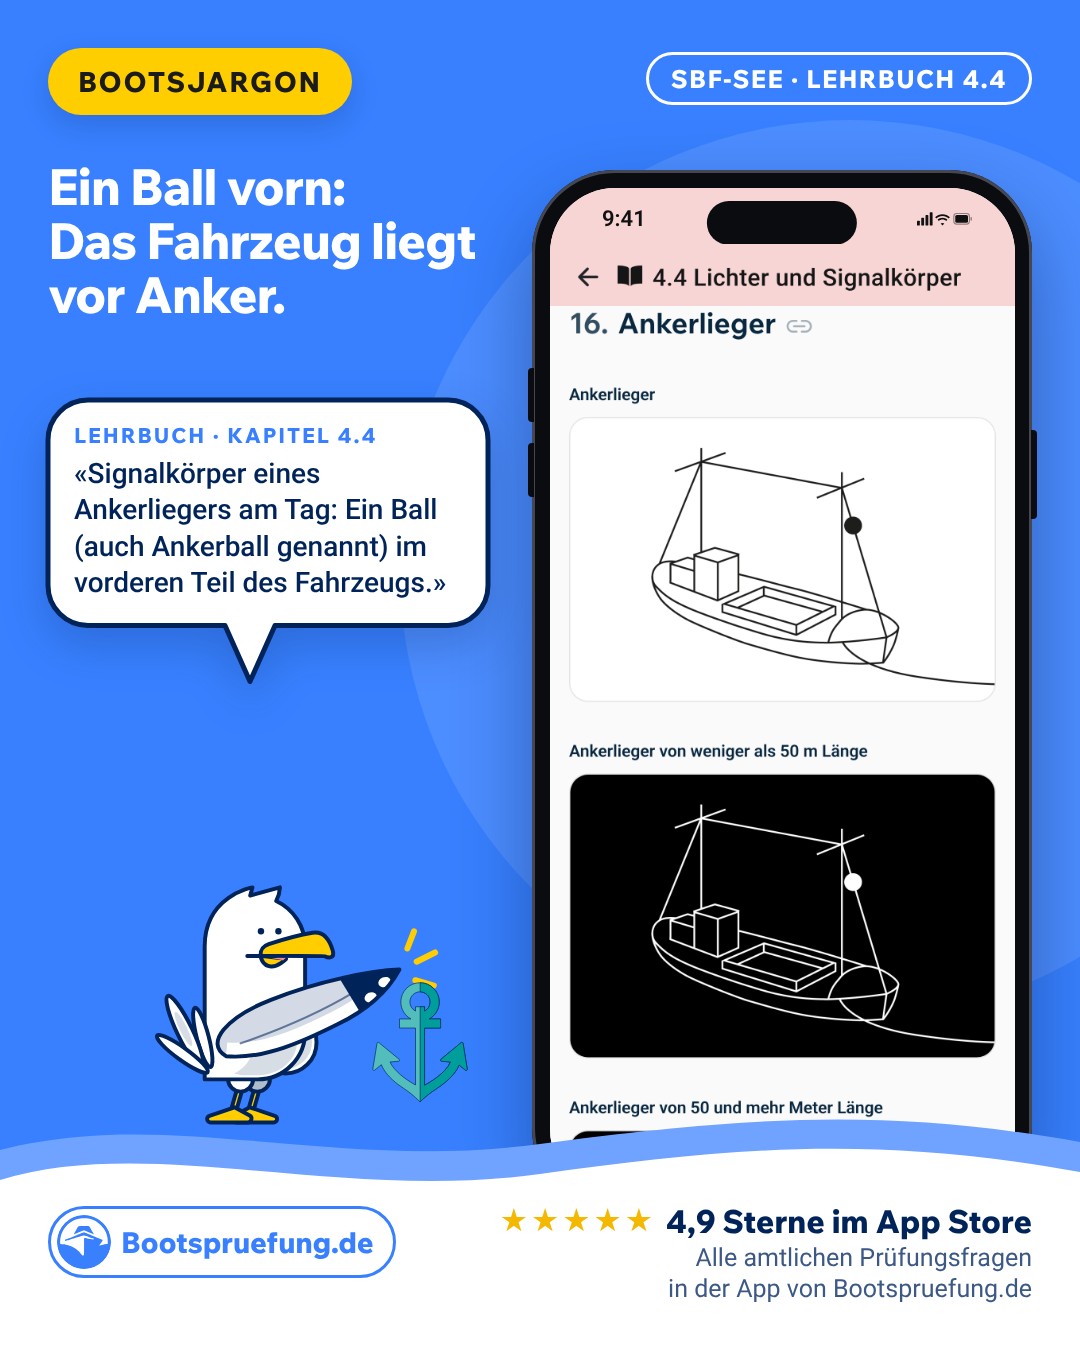 BOOTSJARGON
SBF-SEE · LEHRBUCH 4.4
Ein Ball vorn:
Das Fahrzeug liegt
vor Anker.
LEHRBUCH · KAPITEL 4.4
«Signalkörper eines
Ankerliegers am Tag: Ein Ball
(auch Ankerball genannt) im
vorderen Teil des Fahrzeugs.»
9:41
4.4 Lichter und Signalkörper
16. Ankerlieger
Ankerlieger
Ankerlieger von weniger als 50 m Länge
Ankerlieger von 50 und mehr Meter Länge
Bootspruefung.de
★★★★★ 4,9 Sterne im App Store
Alle amtlichen Prüfungsfragen
in der App von Bootspruefung.de